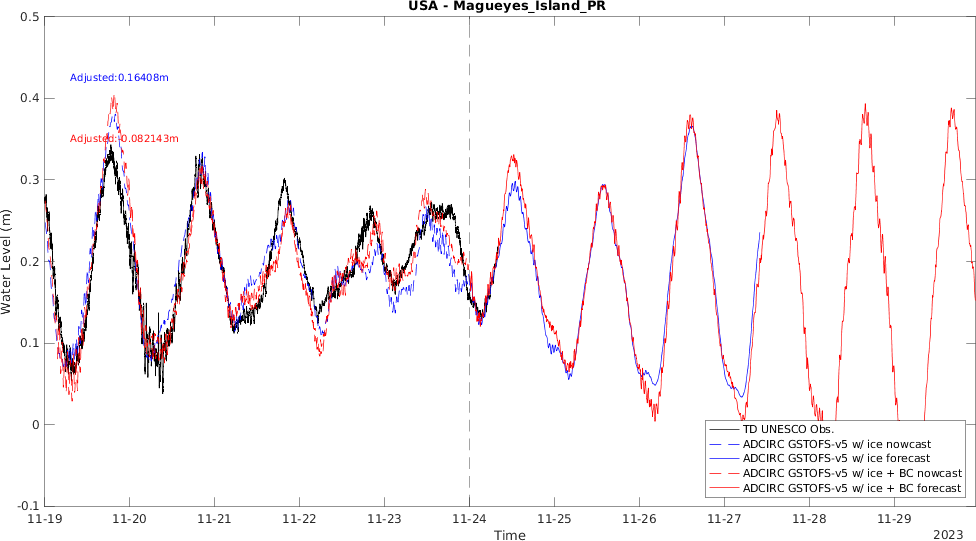 USA - Magueyes_Island_PR
0.5
Adjusted:0.16408m
0.4
Adjusted:-0.082143m
0.3
Water Level (m)
0.2
0.1
0
TD UNESCO Obs.
ADCIRC GSTOFS-v5 w/ ice nowcast
ADCIRC GSTOFS-v5 w/ ice forecast
ADCIRC GSTOFS-v5 w/ ice + BC nowcast
ADCIRC GSTOFS-v5 w/ ice + BC forecast
-0.1
11-19 11-20 11-21 11-22 11-23 11-24 11-25 11-26 11-27 11-28 11-29
Time
2023